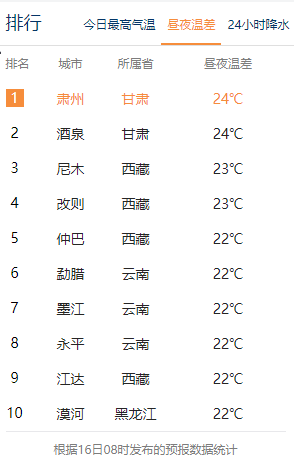 排行 今日最高气温 昼夜温差 24小时降水
排名 城市 所属省 昼夜温差
1 肃州 甘肃 24℃
2 酒泉 甘肃 24℃
3 尼木 西藏 23℃
4 改则 西藏 23℃
5 仲巴 西藏 22℃
6 勐腊 云南 22℃
7 墨江 云南 22℃
8 永平 云南 22℃
9 江达 西藏 22℃
10 漠河 黑龙江 22℃
根据16日08时发布的预报数据统计